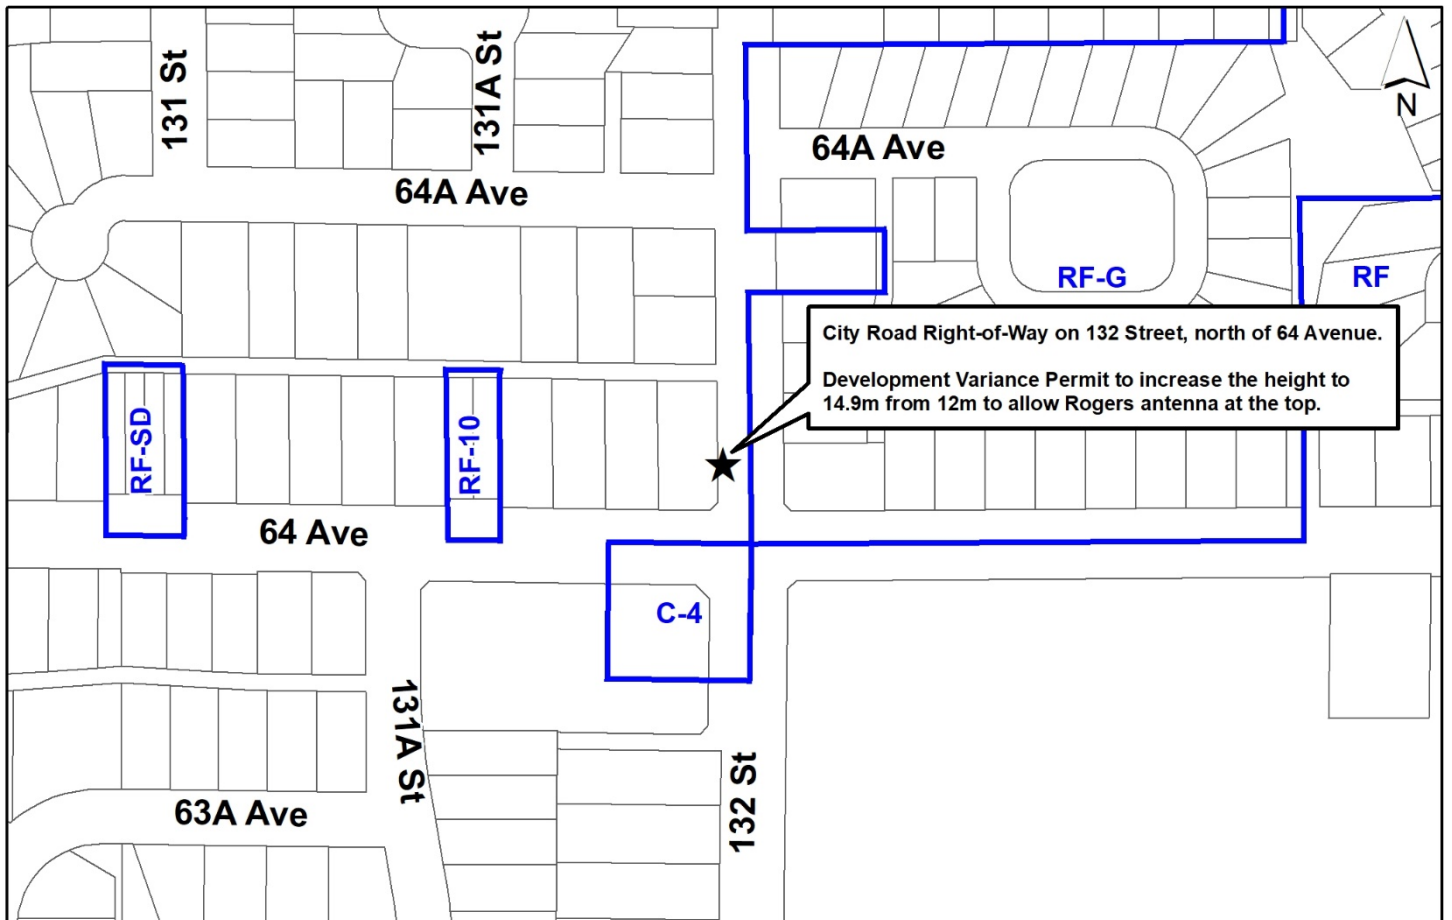 131 St
131A St
N
64A Ave
64A Ave
RF-G
RF
City Road Right-of-Way on 132 Street, north of 64 Avenue.
Development Variance Permit to increase the height to
14.9m from 12m to allow Rogers antenna at the top.
RF-SD
RF-10
64 Ave
C-4
131A St
132 St
63A Ave